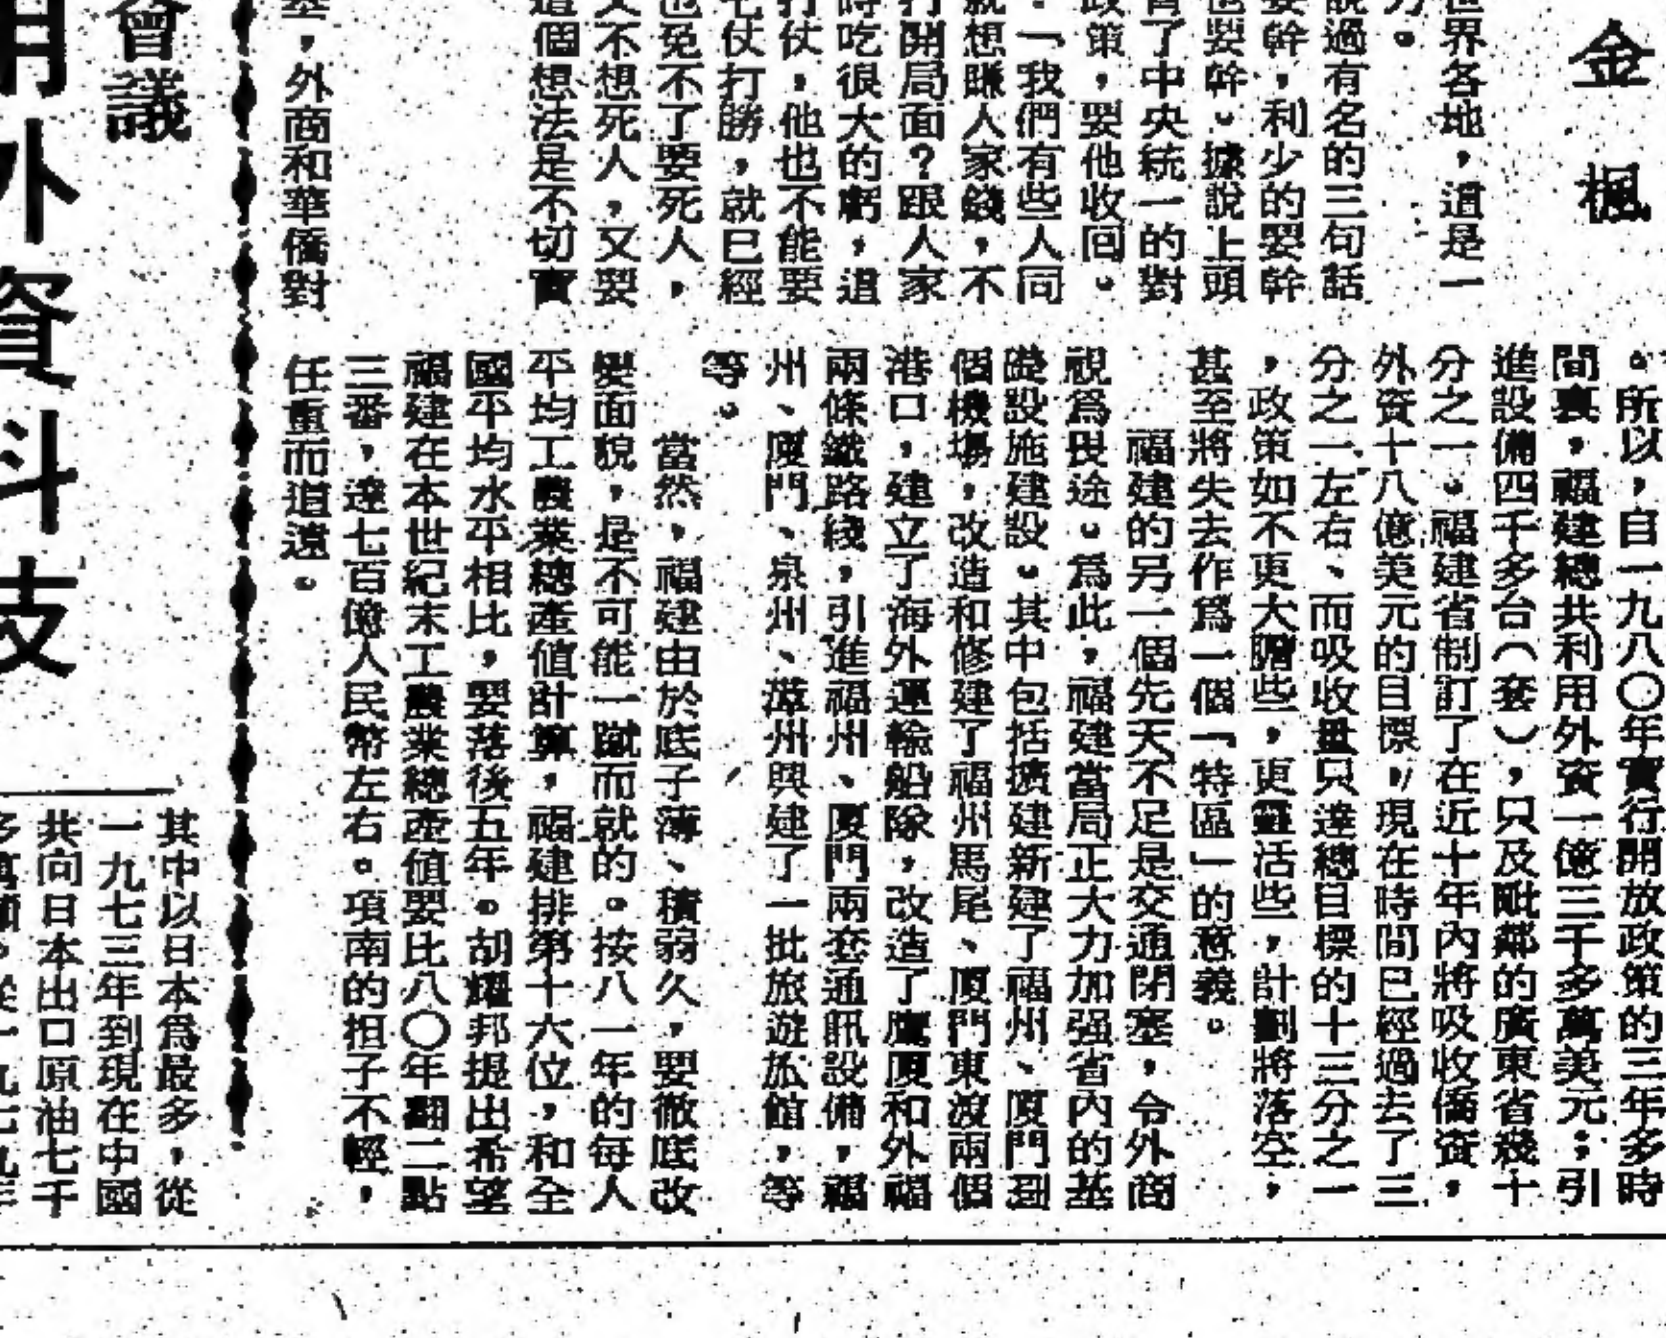 金楓
世界各地，這是一
力。
說過有名的三句話
要幹，利少的要幹
也要幹。據說上頭
了中央統一的對
政策，要他收回。
：「我們有些人同
就想賺人家錢，不
打開局面？跟人家
時吃很大的虧，這
打仗，他也不能要
仗打勝，就已經
也免不了要死人，
又不想死人，又要
這個想法是不切實
，外商和華僑對
。所以，自一九八〇年實行開放政策的三年多時
間裏，福建總共利用外資一億三千多萬美元；引
進設備四千多台（套），只及毗鄰的廣東省幾十
分之一。福建省制訂了在近十年內將吸收僑資，
外資十八億美元的目標，現在時間已經過去了三
分之一左右、而吸收量只達總目標的十三分之一
，政策如不更大膽些，更靈活些，計劃將落空，
甚至將失去作爲一個「特區」的意義。
福建的另一個先天不足是交通閉塞，令外商
視爲畏途。爲此，福建當局正大力加强省內的基
礎設施建設。其中包括擴建新建了福州、厦門到
個機場，改造和修建了福州馬尾、厦門東渡兩個
港口，建立了海外運輸船隊，改造了鷹厦和外福
兩條鐵路綫，引進福州、厦門兩套通訊設備，福
州、厦門、泉州、漳州興建了一批旅遊旅館，等
等。
當然，福建由於底子薄、積弱久，要徹底改
變面貌，是不可能一蹴而就的。按八一年的每人
平均工農業總產值計算，福建排第十六位，和全
國平均水平相比，要落後五年。胡耀邦提出希望
福建在本世紀末工農業總產值要比八〇年翻二點
三番，達七百億人民幣左右。項南的担子不輕，
任重而道遠。
會議
用外資科技
其中以日本爲最多，從
一九七三年到現在中國
共向日本出口原油七千
多萬噸。從一九七九年